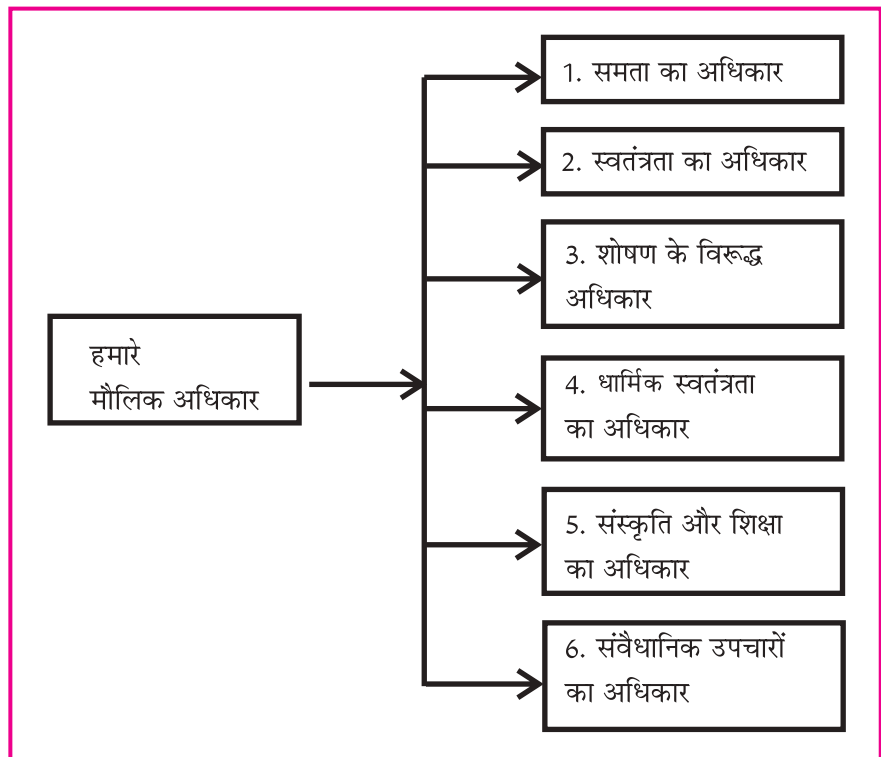 हमारे
मौलिक अधिकार
1. समता का अधिकार
2. स्वतंत्रता का अधिकार
3. शोषण के विरूद्ध
अधिकार
4. धार्मिक स्वतंत्रता
का अधिकार
5. संस्कृति और शिक्षा
का अधिकार
6. संवैधानिक उपचारों
का अधिकार